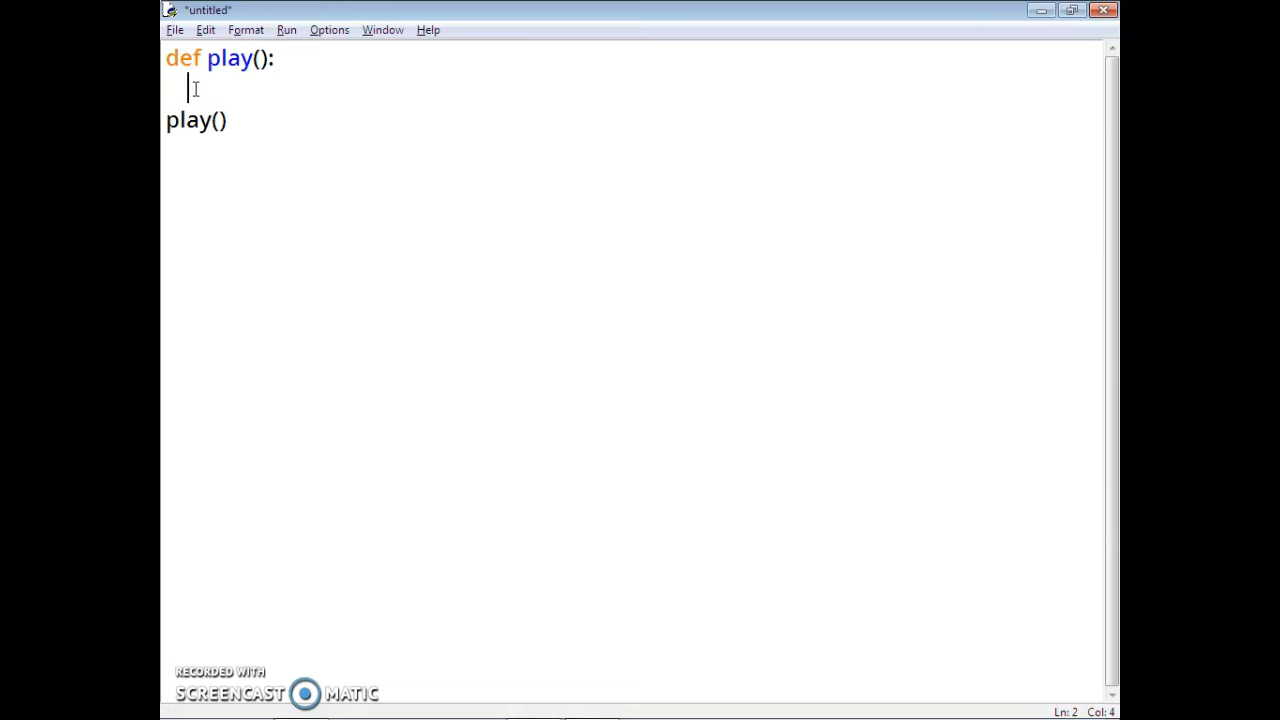 *untitled*
File Edit Format Run Options Window Help
def play():
play()
RECORDED WITH
SCREENCAST MATIC
Ln: 2 Col: 4